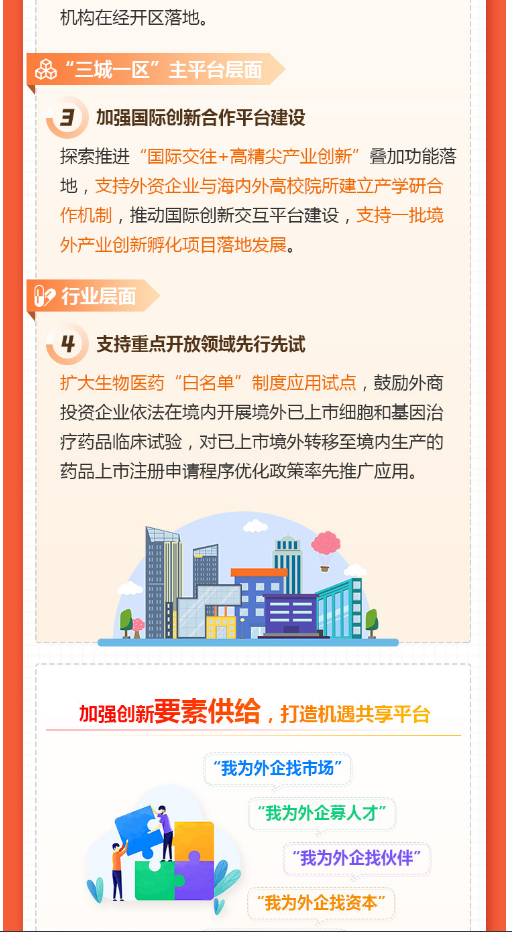 机构在经开区落地。
“三城一区”主平台层面
3 加强国际创新合作平台建设
探索推进“国际交往+高精尖产业创新”叠加功能落
地，支持外资企业与海内外高校院所建立产学研合
作机制，推动国际创新交互平台建设，支持一批境
外产业创新孵化项目落地发展。
行业层面
4 支持重点开放领域先行先试
扩大生物医药“白名单”制度应用试点，鼓励外商
投资企业依法在境内开展境外已上市细胞和基因治
疗药品临床试验，对已上市境外转移至境内生产的
药品上市注册申请程序优化政策率先推广应用。
加强创新要素供给，打造机遇共享平台
“我为外企找市场”
“我为外企募人才”
“我为外企找伙伴”
“我为外企找资本”